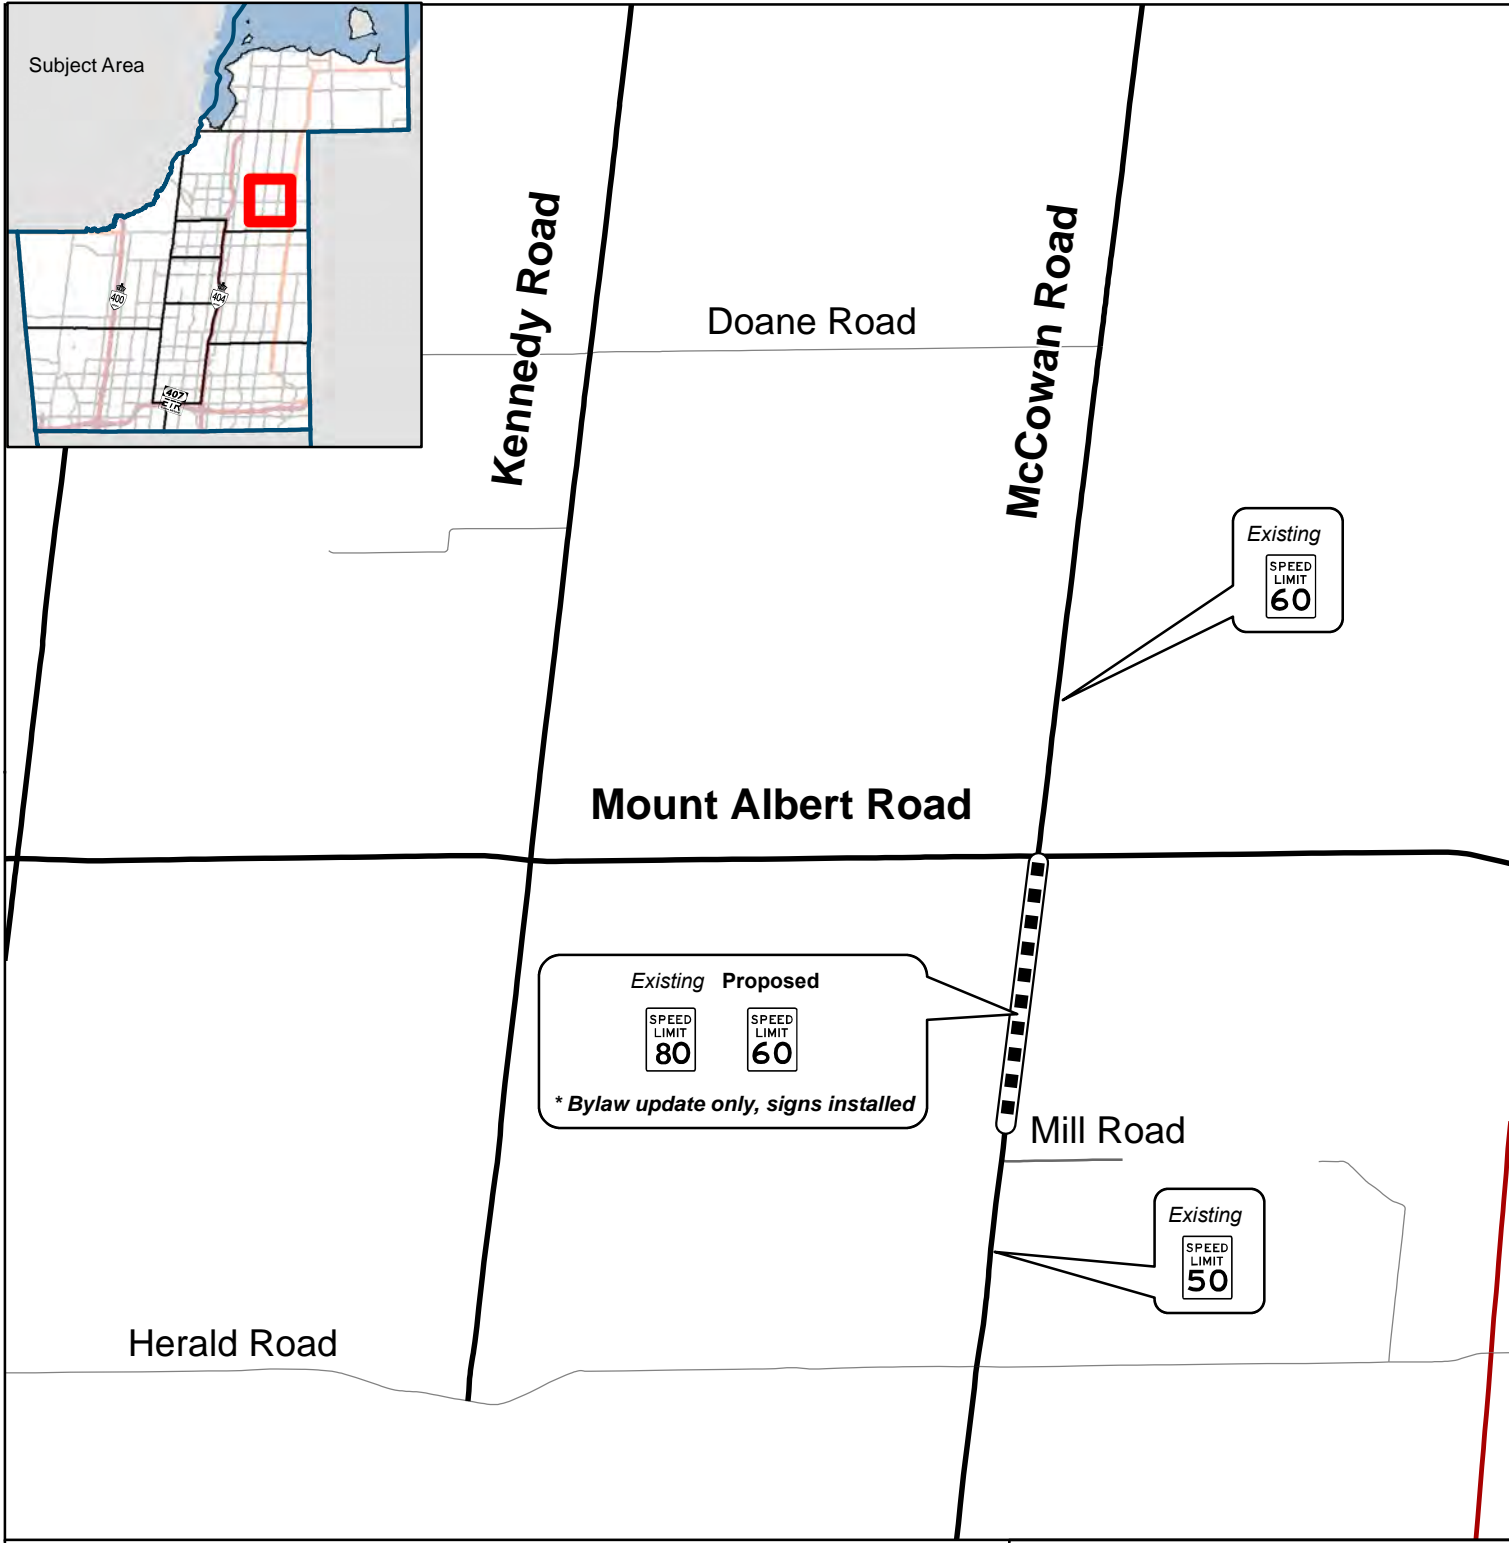 Subject Area
400
404
407
ETR
Kennedy Road
McCowan Road
Doane Road
Existing
SPEED
LIMIT
60
Mount Albert Road
Existing Proposed
SPEED
LIMIT
80
SPEED
LIMIT
60
* Bylaw update only, signs installed
Mill Road
Existing
SPEED
LIMIT
50
Herald Road